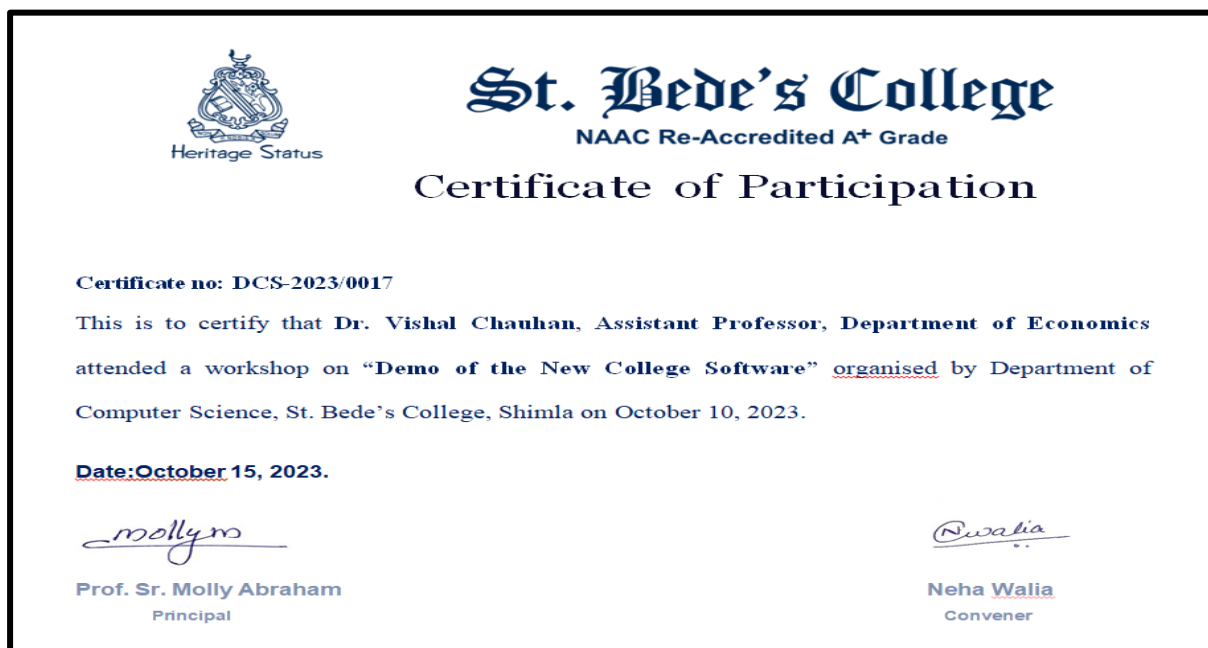 St. Bede's College
NAAC Re-Accredited A+ Grade
Heritage Status
Certificate of Participation
Certificate no: DCS-2023/0017
This is to certify that Dr. Vishal Chauhan, Assistant Professor, Department of Economics
attended a workshop on “Demo of the New College Software” organised by Department of
Computer Science, St. Bede’s College, Shimla on October 10, 2023.
Date:October 15, 2023.
mollym
Nwalia
Prof. Sr. Molly Abraham
Neha Walia
Principal
Convener